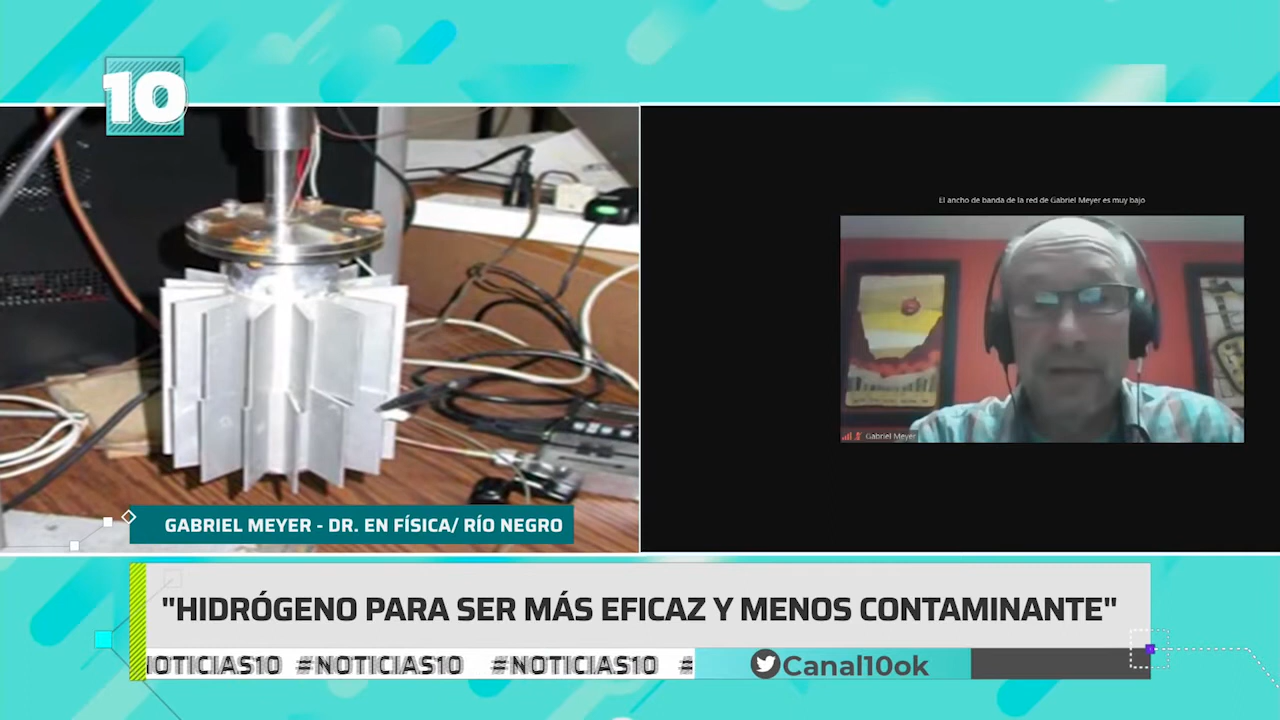 10
El ancho de banda de la red de Gabriel Meyer es muy bajo
Gabriel Meyer
GABRIEL MEYER - DR. EN FÍSICA/ RÍO NEGRO
"HIDRÓGENO PARA SER MÁS EFICAZ Y MENOS CONTAMINANTE"
OTICIAS10 #NOTICIAS10 #NOTICIAS10 #
Canal10ok